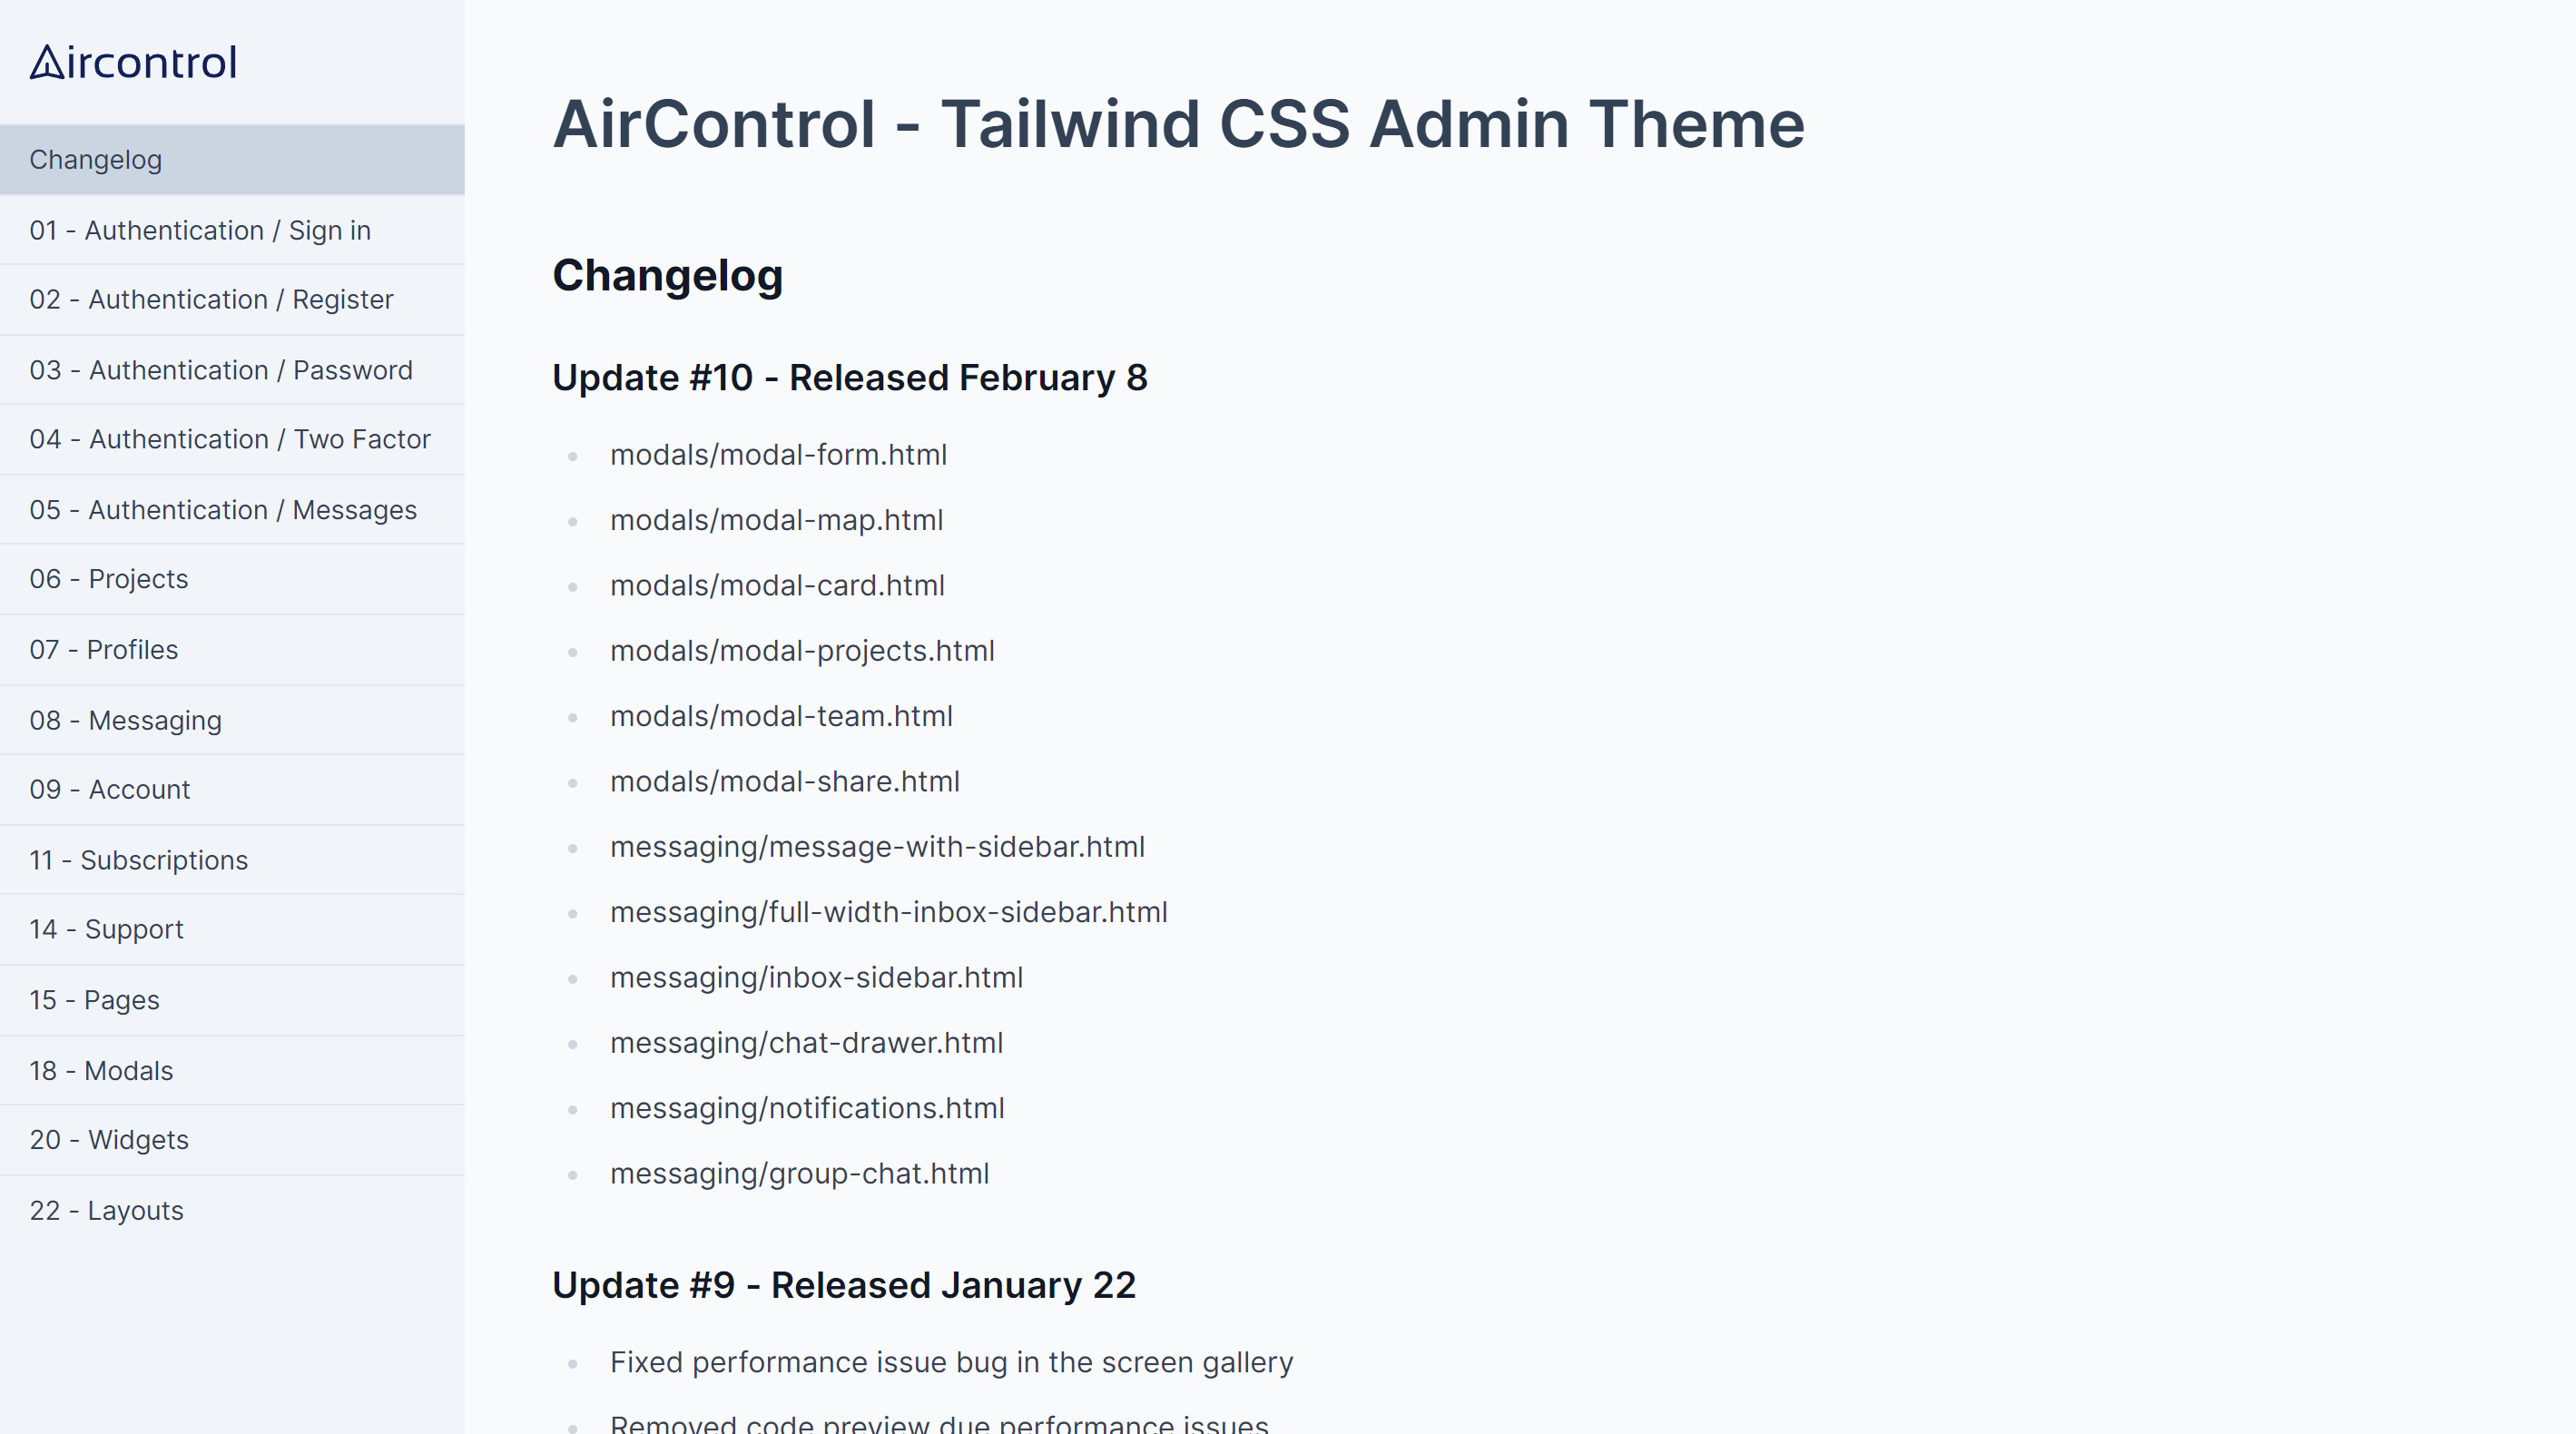 Aircontrol
Changelog
01 - Authentication / Sign in
02 - Authentication / Register
03 - Authentication / Password
04 - Authentication / Two Factor
05 - Authentication / Messages
06 - Projects
07 - Profiles
08 - Messaging
09 - Account
11 - Subscriptions
14 - Support
15 - Pages
18 - Modals
20 - Widgets
22 - Layouts
AirControl - Tailwind CSS Admin Theme
Changelog
Update #10 - Released February 8
modals/modal-form.html
modals/modal-map.html
modals/modal-card.html
modals/modal-projects.html
modals/modal-team.html
modals/modal-share.html
messaging/message-with-sidebar.html
messaging/full-width-inbox-sidebar.html
messaging/inbox-sidebar.html
messaging/chat-drawer.html
messaging/notifications.html
messaging/group-chat.html
Update #9 - Released January 22
Fixed performance issue bug in the screen gallery
Removed code preview due performance issues